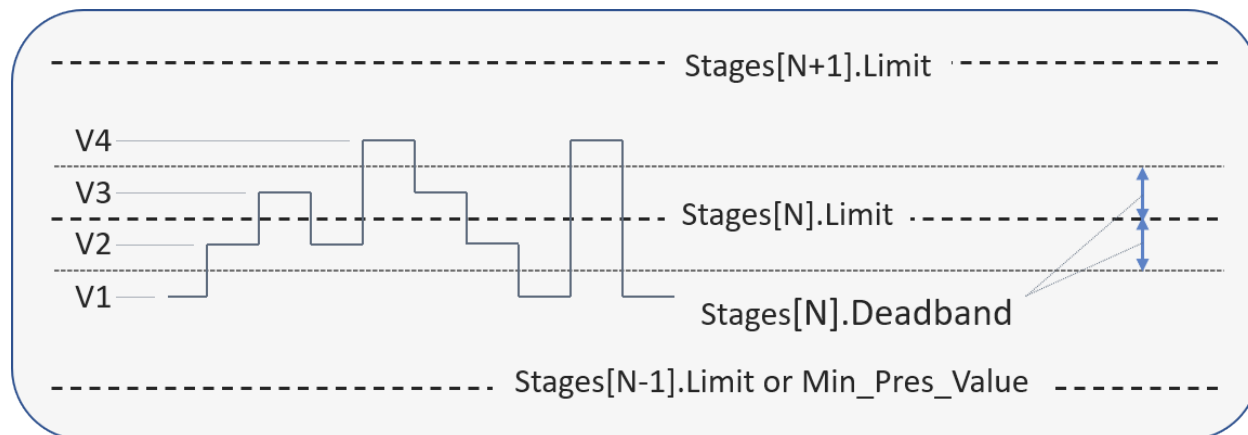 Stages[N+1].Limit
V4
V3
Stages[N].Limit
V2
V1
Stages[N].Deadband
Stages[N-1].Limit or Min_Pres_Value